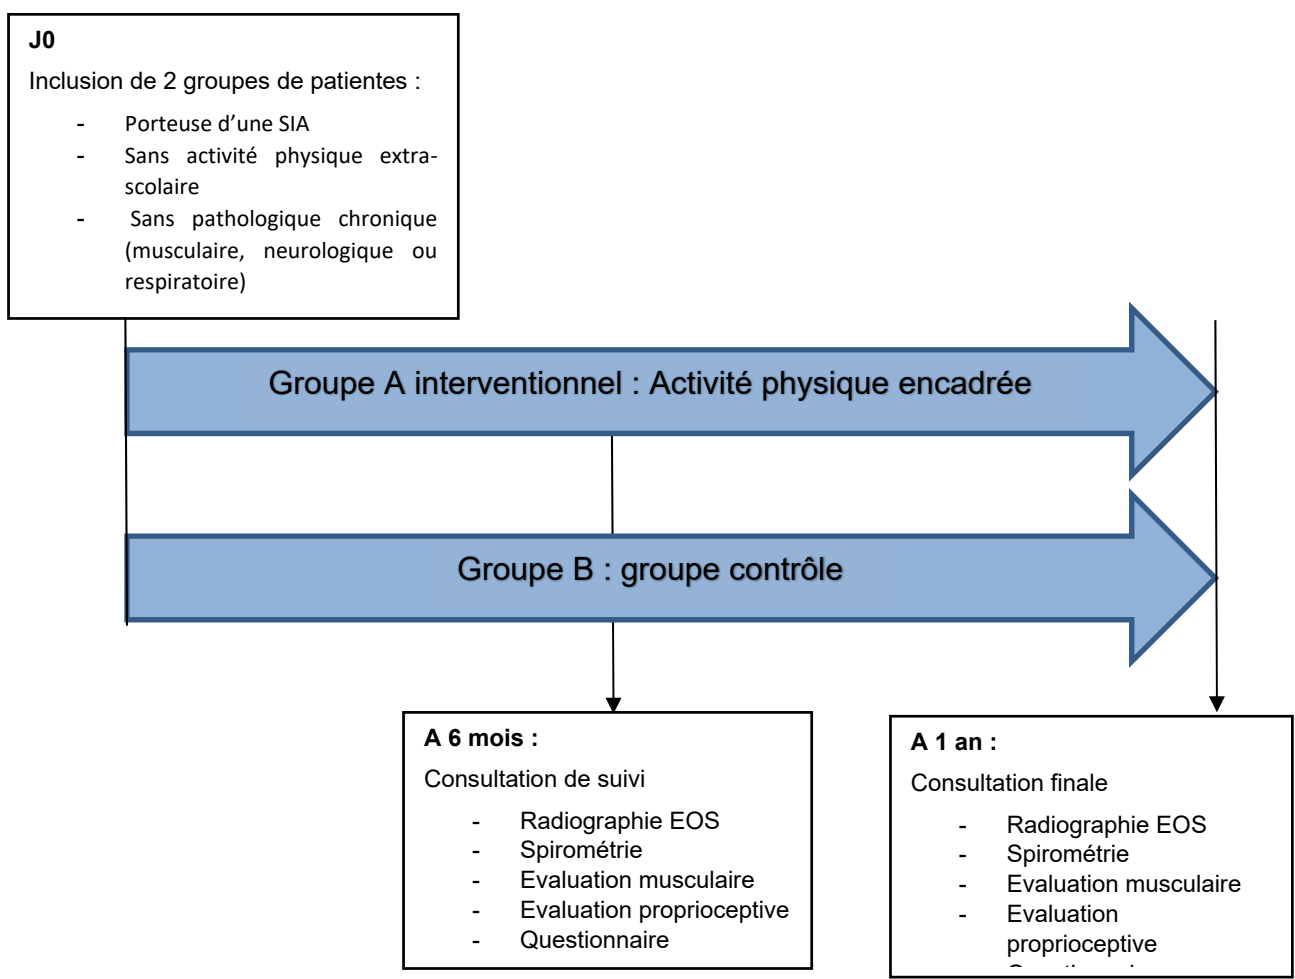 J0
Inclusion de 2 groupes de patientes :
- Porteuse d’une SIA
- Sans activité physique extra-
scolaire
- Sans pathologique chronique
(musculaire, neurologique ou
respiratoire)
Groupe A interventionnel : Activité physique encadrée
Groupe B : groupe contrôle
A 6 mois :
Consultation de suivi
- Radiographie EOS
- Spirométrie
- Evaluation musculaire
- Evaluation proprioceptive
- Questionnaire
A 1 an :
Consultation finale
- Radiographie EOS
- Spirométrie
- Evaluation musculaire
- Evaluation
proprioceptive